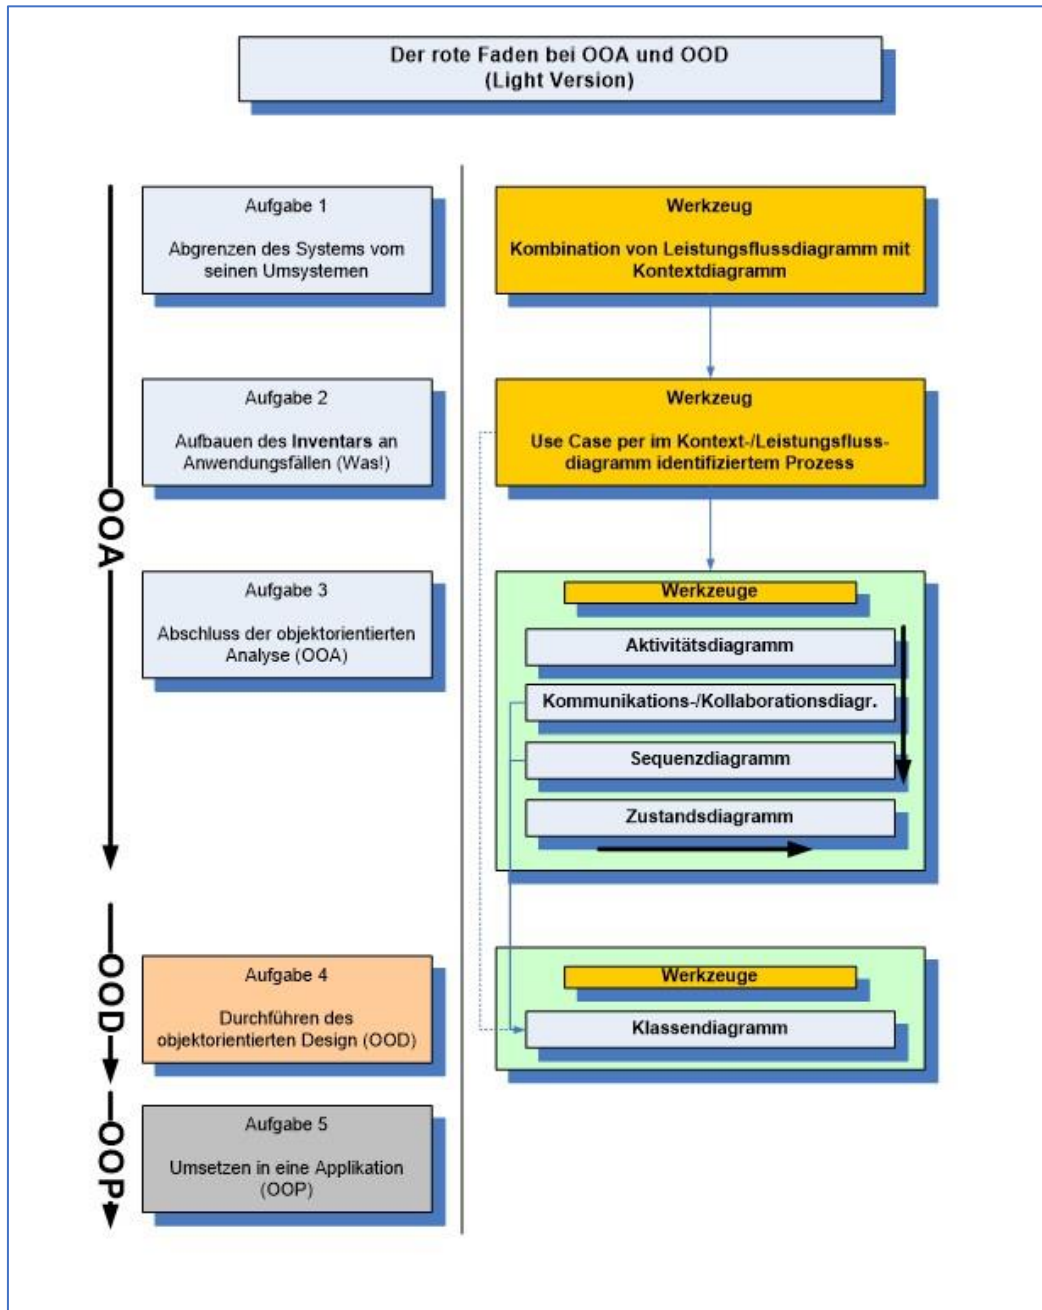 Der rote Faden bei OOA und OOD
(Light Version)
OOA
Aufgabe 1
Abgrenzen des Systems vom
seinen Umsystemen
Werkzeug
Kombination von Leistungsflussdiagramm mit
Kontextdiagramm
Aufgabe 2
Aufbauen des Inventars an
Anwendungsfällen (Was!)
Werkzeug
Use Case per im Kontext-/Leistungsfluss-
diagramm identifiziertem Prozess
Aufgabe 3
Abschluss der objektorientierten
Analyse (OOA)
Werkzeuge
Aktivitätsdiagramm
Kommunikations-/Kollaborationsdiagr.
Sequenzdiagramm
Zustandsdiagramm
OOD
Aufgabe 4
Durchführen des
objektorientierten Design (OOD)
Werkzeuge
Klassendiagramm
OOP
Aufgabe 5
Umsetzen in eine Applikation
(OOP)